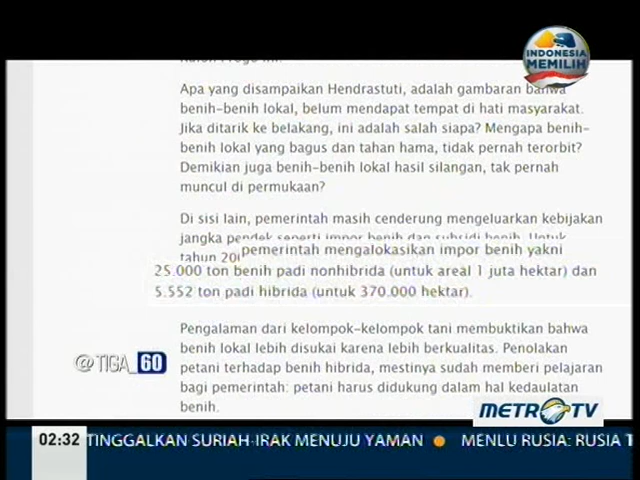 INDONESIA
MEMILIH
Apa yang disampaikan Hendrastuti, adalah gambaran bahwa
benih-benih lokal, belum mendapat tempat di hati masyarakat.
Jika ditarik ke belakang, ini adalah salah siapa? Mengapa benih-
benih lokal yang bagus dan tahan hama, tidak pernah terorbit?
Demikian juga benih-benih lokal hasil silangan, tak pernah
muncul di permukaan?
Di sisi lain, pemerintah masih cenderung mengeluarkan kebijakan
jangka pendek seperti impor benih dan subsidi benih. Untuk
tahun 200
pemerintah mengalokasikan impor benih yakni
25.000 ton benih padi nonhibrida (untuk areal 1 juta hektar) dan
5.552 ton padi hibrida (untuk 370.000 hektar).
Pengalaman dari kelompok-kelompok tani membuktikan bahwa
benih lokal lebih disukai karena lebih berkualitas. Penolakan
petani terhadap benih hibrida, mestinya sudah memberi pelajaran
bagi pemerintah: petani harus didukung dalam hal kedaulatan
benih.
@TIGA_60
METRO TV
02:32 TINGGALKAN SURIAH-IRAK MENUJU YAMAN MENLU RUSIA: RUSIA T